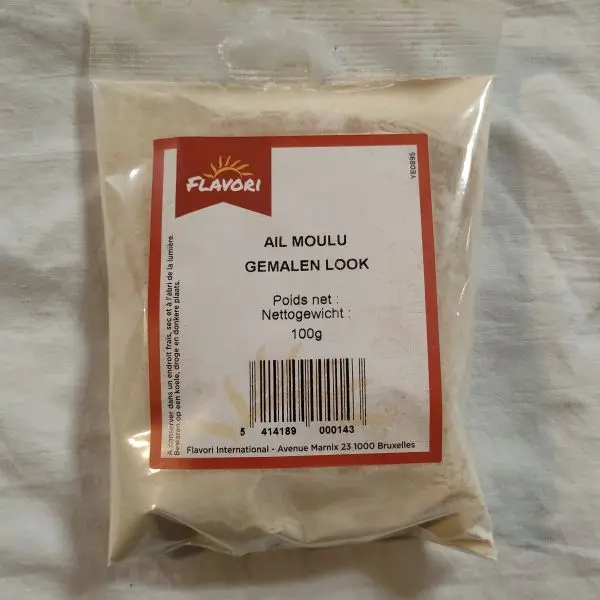 FLAVORI
YE0895
AIL MOULU
GEMALEN LOOK
Poids net :
Nettogewicht :
100g
A conserver dans un endroit frais, sec et à l'abri de la lumière.
Bewaren op een koele, droge en donkere plaats.
5 414189 000143
Flavori International - Avenue Marnix 23 1000 Bruxelles